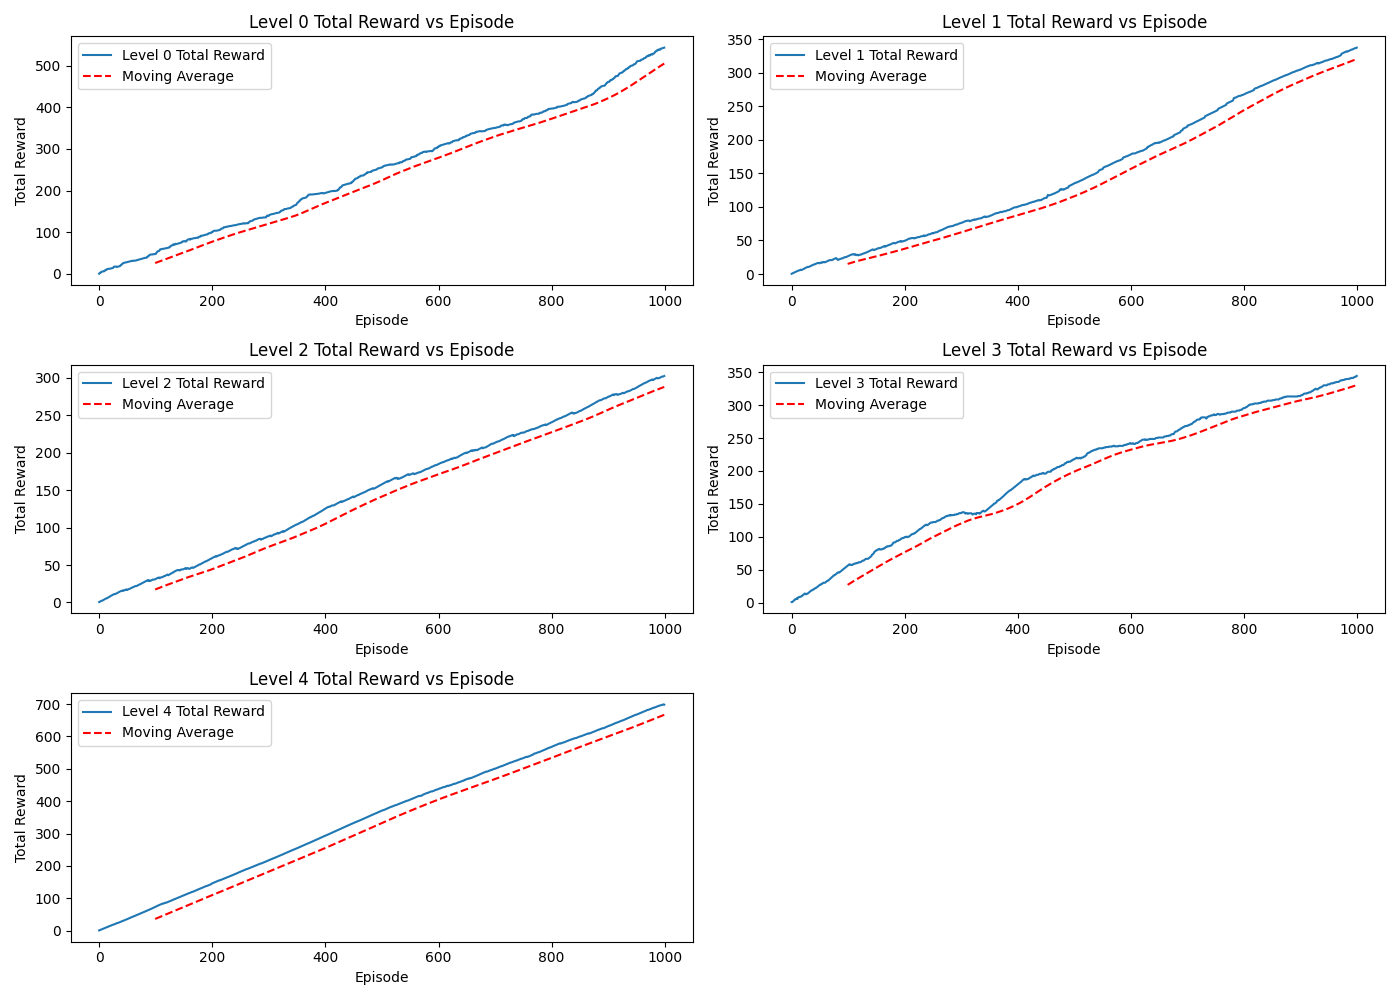 Level 0 Total Reward vs Episode
Level 0 Total Reward
Moving Average
Total Reward
500
400
300
200
100
0
0 200 400 600 800 1000
Episode
Level 1 Total Reward vs Episode
Level 1 Total Reward
Moving Average
Total Reward
350
300
250
200
150
100
50
0
0 200 400 600 800 1000
Episode
Level 2 Total Reward vs Episode
Level 2 Total Reward
Moving Average
Total Reward
300
250
200
150
100
50
0
0 200 400 600 800 1000
Episode
Level 3 Total Reward vs Episode
Level 3 Total Reward
Moving Average
Total Reward
350
300
250
200
150
100
50
0
0 200 400 600 800 1000
Episode
Level 4 Total Reward vs Episode
Level 4 Total Reward
Moving Average
Total Reward
700
600
500
400
300
200
100
0
0 200 400 600 800 1000
Episode